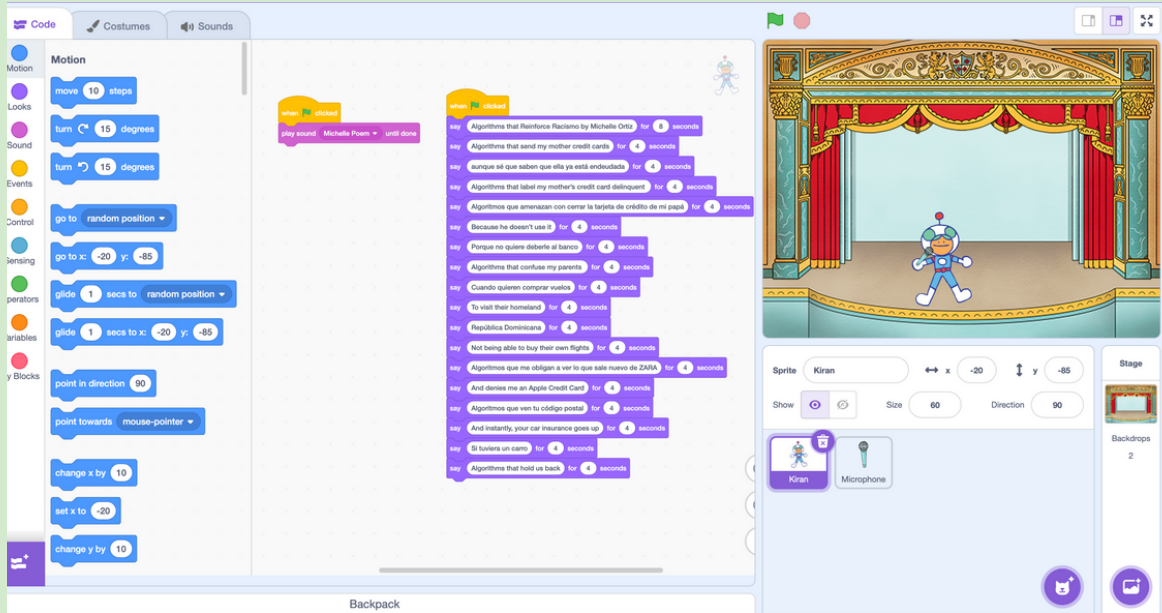 Code
Costumes
Sounds
Motion
Looks
Sound
Events
Control
ensing
perators
ariables
y Blocks
Motion
move 10 steps
turn 15 degrees
turn 15 degrees
go to random position
go to x: -20 y: -85
glide 1 secs to random position
glide 1 secs to x: -20 y: -85
point in direction 90
point towards mouse-pointer
change x by 10
set x to -20
change y by 10
when clicked
play sound Michelle Poem until done
when clicked
say Algorithms that Reinforce Racismo by Michelle Ortiz for 8 seconds
say Algorithms that send my mother credit cards for 4 seconds
say aunque sé que saben que ella ya está endeudada for 4 seconds
say Algorithms that label my mother's credit card delinquent for 4 seconds
say Algoritmos que amenazan con cerrar la tarjeta de crédito de mi papá for 4 seconds
say Because he doesn't use it for 4 seconds
say Porque no quiere deberle al banco for 4 seconds
say Algorithms that confuse my parents for 4 seconds
say Cuando quieren comprar vuelos for 4 seconds
say To visit their homeland for 4 seconds
say República Dominicana for 4 seconds
say Not being able to buy their own flights for 4 seconds
say Algoritmos que me obligan a ver lo que sale nuevo de ZARA for 4 seconds
say And denies me an Apple Credit Card for 4 seconds
say Algoritmos que ven tu código postal for 4 seconds
say And instantly, your car insurance goes up for 4 seconds
say Si tuviera un carro for 4 seconds
say Algorithms that hold us back for 4 seconds
Backpack
Sprite Kiran x -20 y -85
Show Size 60 Direction 90
Kiran
Microphone
Stage
Backdrops
2